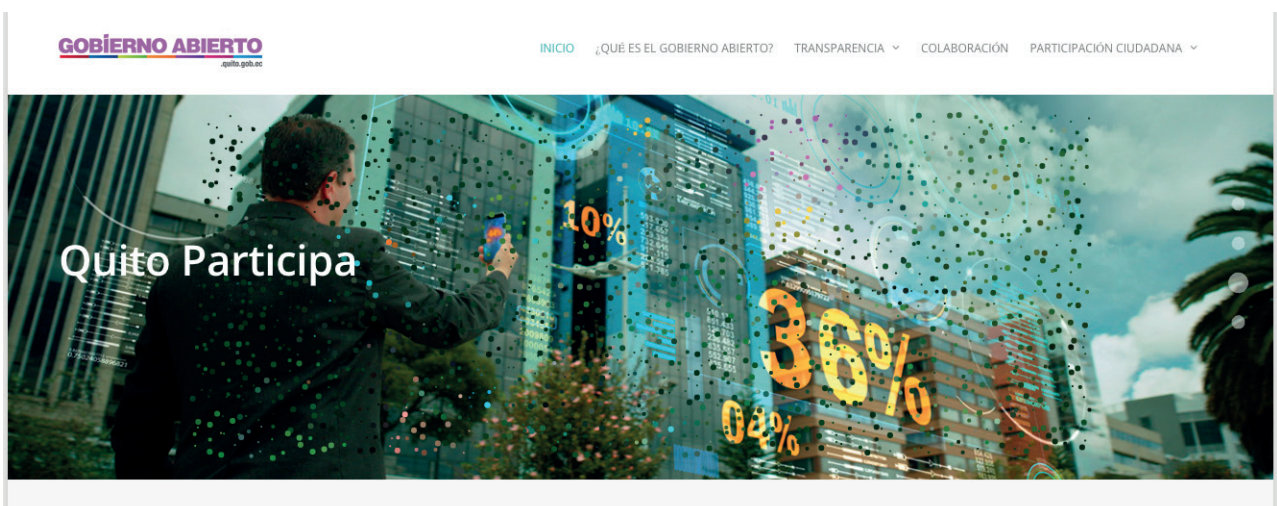 GOBIERNO ABIERTO
.quito.gob.ec
INICIO ¿QUÉ ES EL GOBIERNO ABIERTO? TRANSPARENCIA COLABORACIÓN PARTICIPACIÓN CIUDADANA
10%
Quito Participa
36%
04%